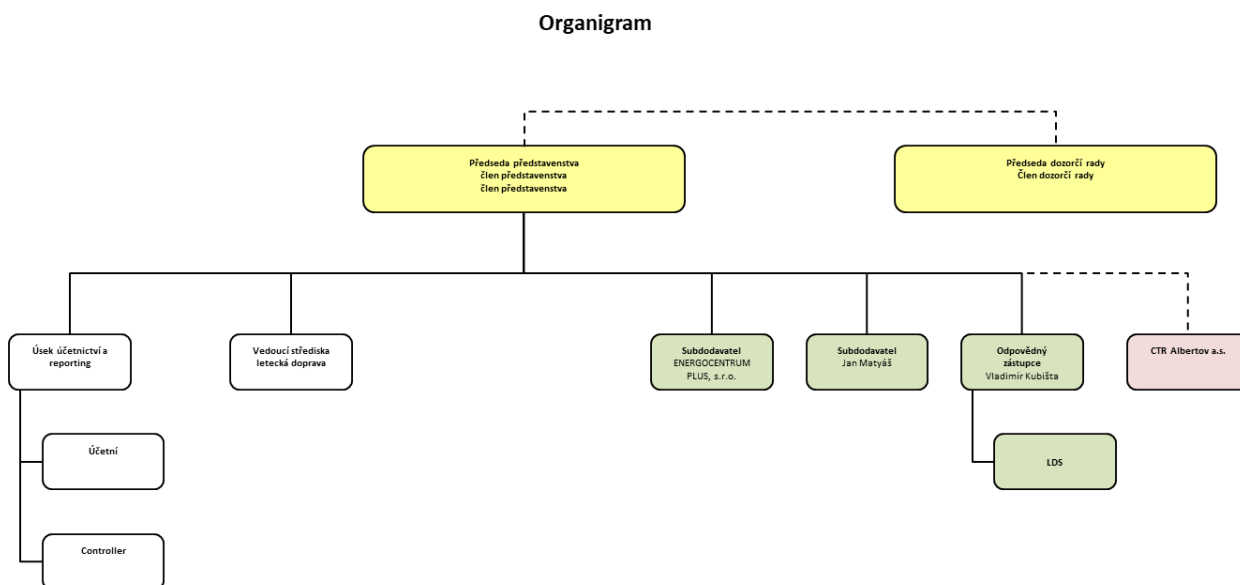 Organigram
Předseda představenstva
člen představenstva
člen představenstva
Předseda dozorčí rady
Člen dozorčí rady
Úsek účetnictví a
reporting
Vedoucí střediska
letecká doprava
Subdodavatel
ENERGOCENTRUM
PLUS, s.r.o.
Subdodavatel
Jan Matyáš
Odpovědný
zástupce
Vladimír Kubišta
CTR Albertov a.s.
Účetní
LDS
Controller